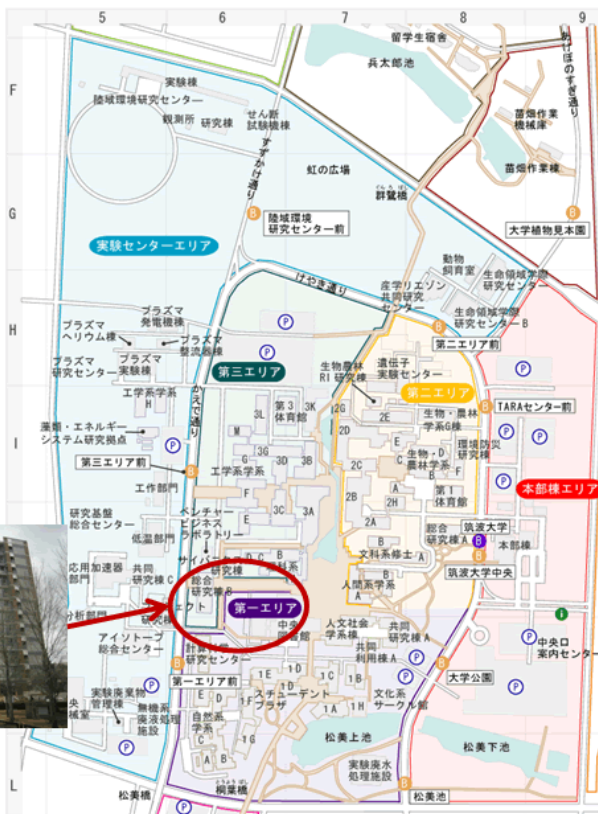 5 6 7 8 9
F
G
H
I
L
留学生宿舎
兵太郎池
あけぼのすぎ通り
実験棟
陸域環境研究センター
観測所 研究棟
せん断
試験機棟
すずかけ通り
苗畑作業
機械庫
苗畑作業棟
虹の広場
群鷺橋
陸域環境
研究センター前
大学植物見本園
実験センターエリア
けやき通り
動物
飼育室
生命領域学際
研究センター
産学リエゾン
共同研究
センター
生命領域学際
研究センターB
第二エリア前
プラズマ
発電機棟
プラズマ
ヘリウム棟
プラズマ
整流器棟
プラズマ
研究センター
プラズマ
実験棟
第三エリア
生物農林
RI研究棟
遺伝子
実験センター
第二エリア
TARAセンター前
工学系学系
H
かえで通り
3L
第3
体育館
3K
2G
2E
生物・農林
学系G棟
藻類・エネルギー
システム研究拠点
M
3G
3D
3B
2D
環境防災
研究棟
第三エリア前
工学系学系
F
生物・
農林学系
本部棟エリア
工作部門
E
3C
3A
2C
2B
2H
第1
体育館
研究基盤
総合センター
ベンチャー
ビジネス
ラボラトリー
低温部門
2A
総合
研究棟A
筑波大学
本部棟
応用加速器
部門
共同
研究棟C
総合
研究棟B
文科系修士
筑波大学中央
人間系学系
第一エリア
分析部門
アイソトープ
総合センター
人文社会
学系棟
共同
研究棟A
中央口
案内センター
計算科学
研究センター
共同
利用棟A
第一エリア前
大学公園
実験廃棄物
管理棟
無機系
廃液処理
施設
自然系
学系
1E
1D
1F
1C
1B
1A
1H
1G
スチューデント
プラザ
文化系
サークル館
松美上池
松美下池
実験廃水
処理施設
松美橋
桐葉橋
松美池